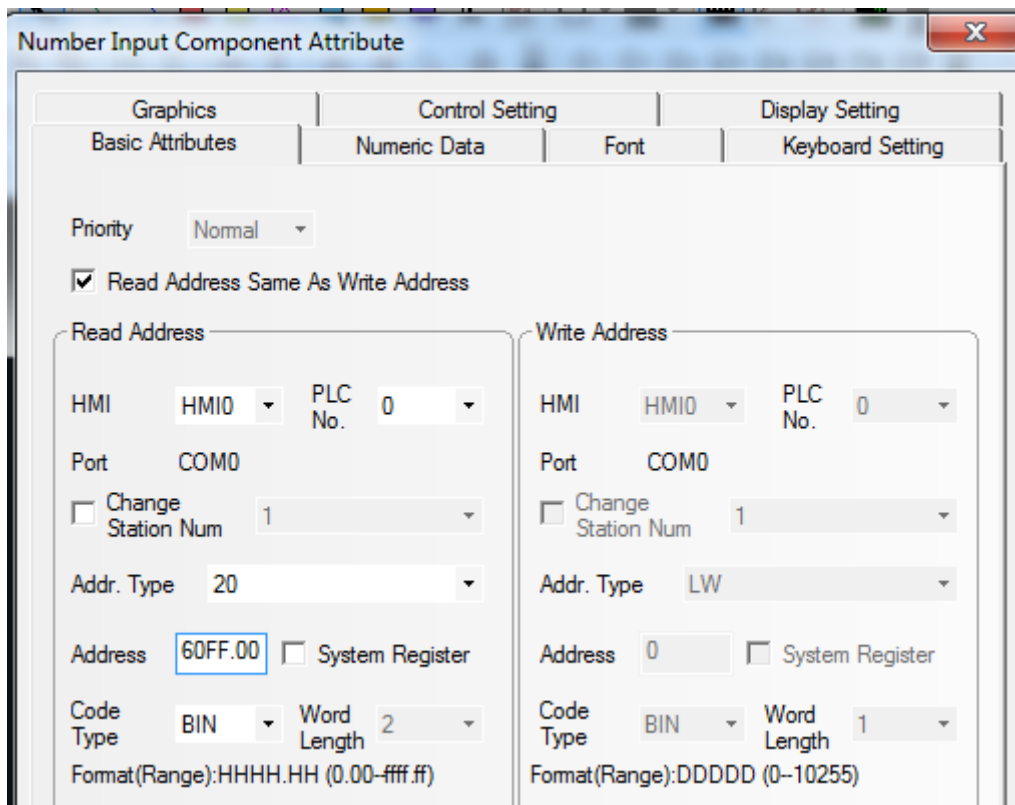 Number Input Component Attribute
Graphics Control Setting Display Setting
Basic Attributes Numeric Data Font Keyboard Setting
Priority Normal
Read Address Same As Write Address
Read Address
HMI HMI0 PLC No. 0
Port COM0
Change Station Num 1
Addr. Type 20
Address 60FF.00 System Register
Code Type BIN Word Length 2
Format(Range):HHHH.HH (0.00--ffff.ff)
Write Address
HMI HMI0 PLC No. 0
Port COM0
Change Station Num 1
Addr. Type LW
Address 0 System Register
Code Type BIN Word Length 1
Format(Range):DDDDD (0--10255)